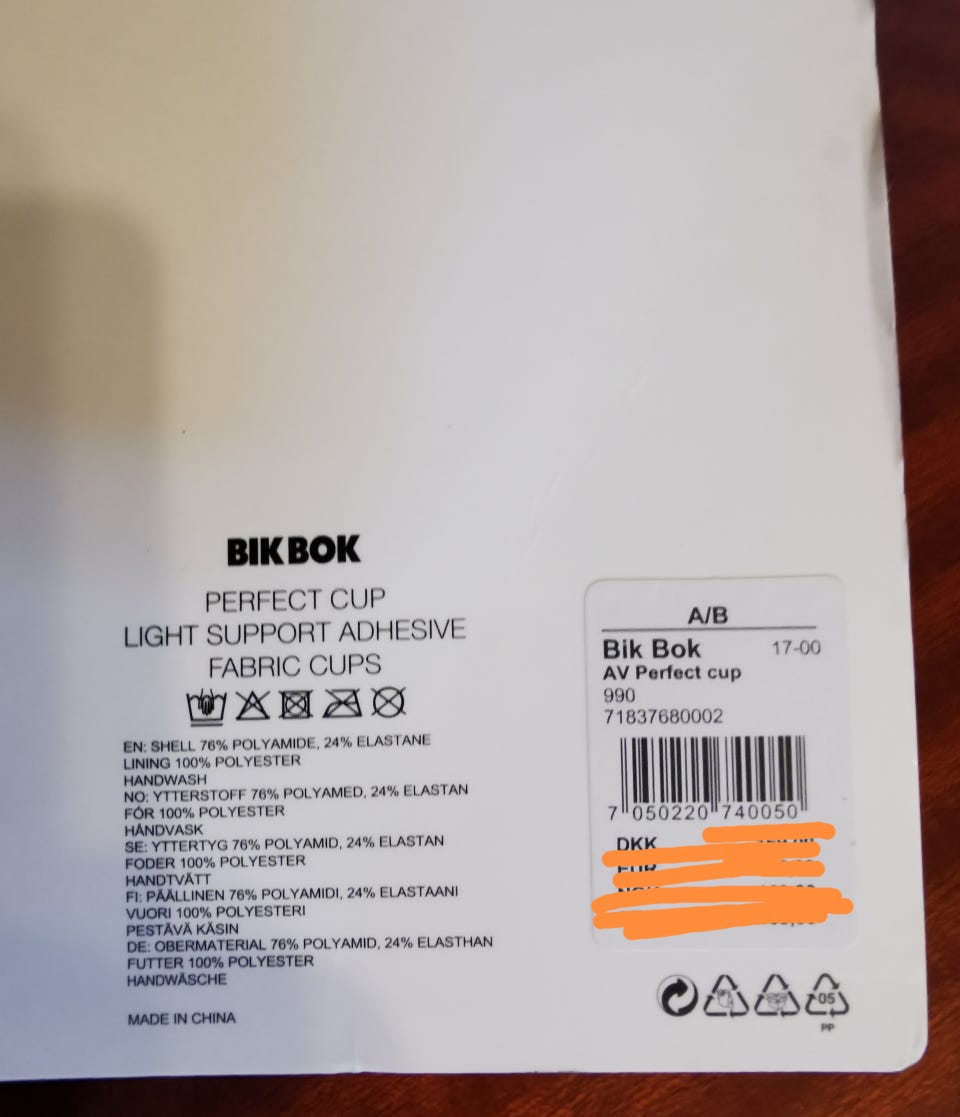 BIK BOK
PERFECT CUP
LIGHT SUPPORT ADHESIVE
FABRIC CUPS
EN: SHELL 76% POLYAMIDE, 24% ELASTANE
LINING 100% POLYESTER
HANDWASH
NO: YTTERSTOFF 76% POLYAMED, 24% ELASTAN
FÓR 100% POLYESTER
HÅNDVASK
SE: YTTERTYG 76% POLYAMID, 24% ELASTAN
FODER 100% POLYESTER
HANDTVÄTT
FI: PÄÄLLINEN 76% POLYAMIDI, 24% ELASTAANI
VUORI 100% POLYESTERI
PESTÄVÄ KÄSIN
DE: OBERMATERIAL 76% POLYAMID, 24% ELASTHAN
FUTTER 100% POLYESTER
HANDWÄSCHE
MADE IN CHINA
A/B
Bik Bok 17-00
AV Perfect cup
990
71837680002
7 050220 740050
DKK
EUR
05
PP